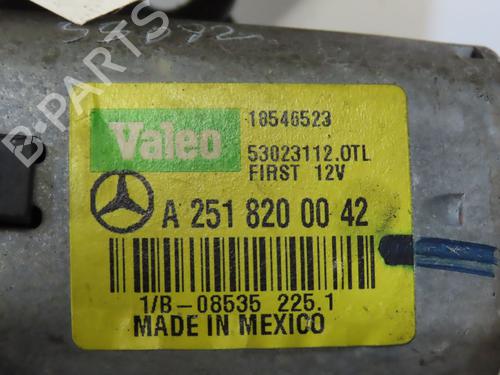 Valeo
18546523
53023112.OTL
FIRST 12V
A 251 820 00 42
1/B-08535 225.1
MADE IN MEXICO
B-PARTS